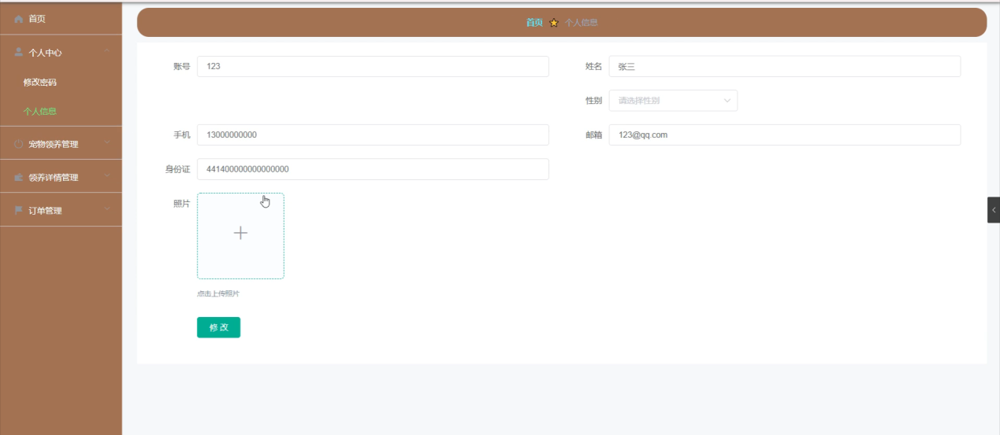 首页
个人中心
修改密码
个人信息
宠物领养管理
领养详情管理
订单管理
首页 个人信息
账号 123 姓名 张三
性别 请选择性别
手机 13000000000 邮箱 123@qq.com
身份证 441400000000000000
照片
点击上传照片
修改